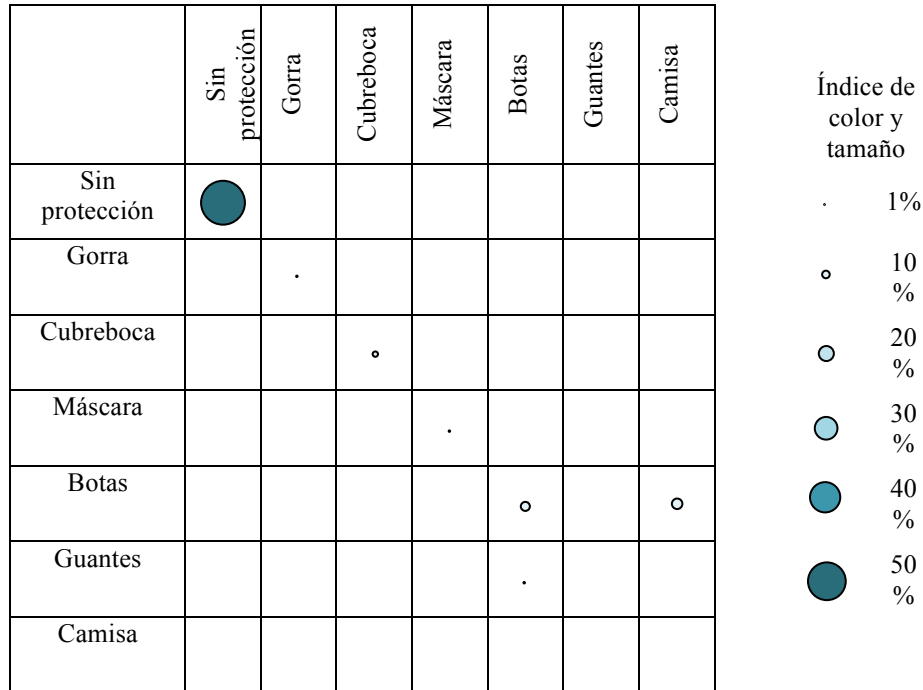 Sin
protección
Gorra
Cubreboca
Máscara
Botas
Guantes
Camisa
Sin
protección
Gorra
Cubreboca
Máscara
Botas
Guantes
Camisa
Índice de
color y
tamaño
1%
10
%
20
%
30
%
40
%
50
%